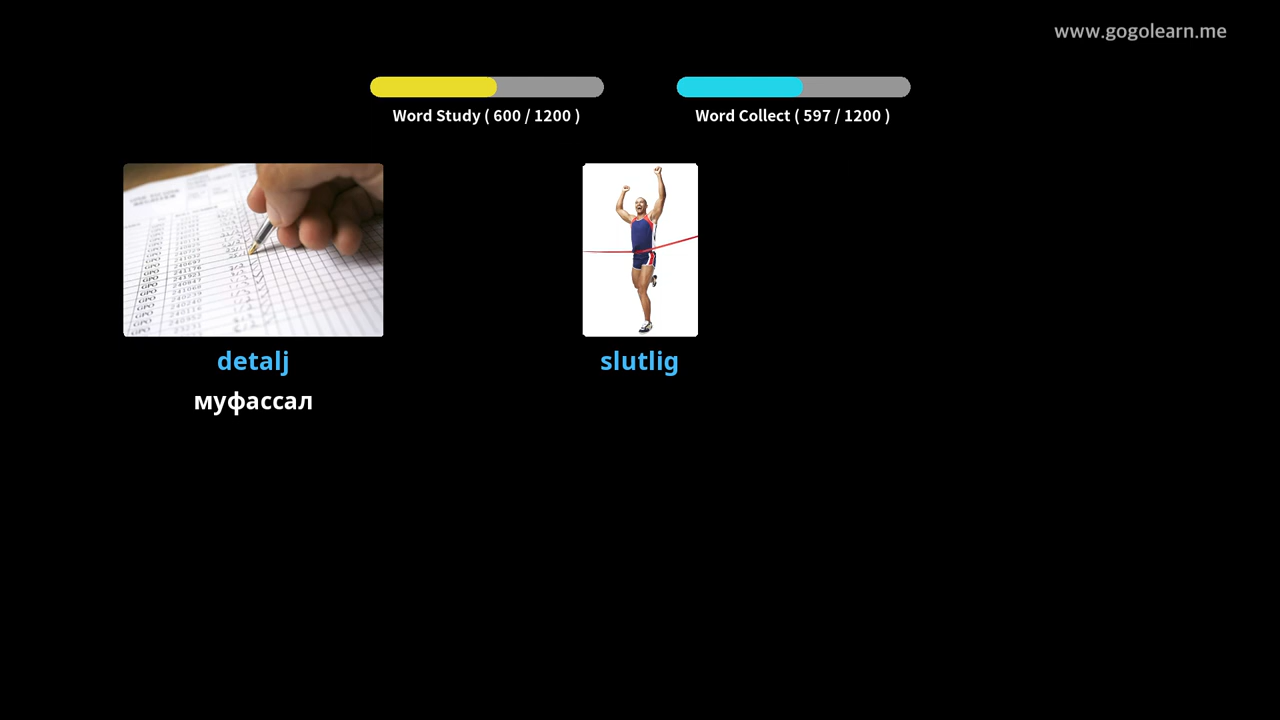 www.gogolearn.me
Word Study ( 600 / 1200 )
Word Collect ( 597 / 1200 )
detalj
муфассал
slutlig